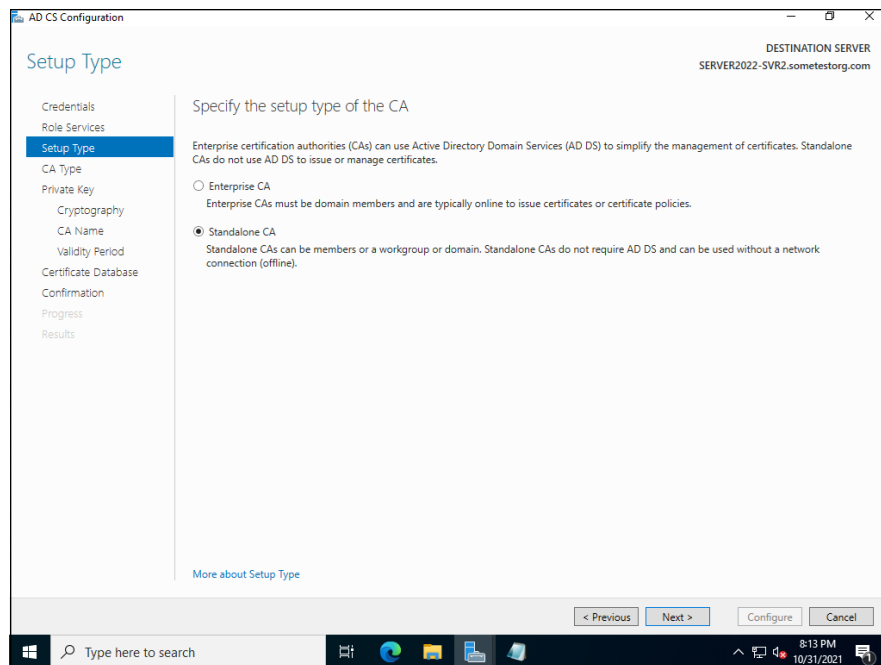 AD CS Configuration
Setup Type
DESTINATION SERVER
SERVER2022-SVR2.sometestorg.com
Credentials
Role Services
Setup Type
CA Type
Private Key
Cryptography
CA Name
Validity Period
Certificate Database
Confirmation
Progress
Results
Specify the setup type of the CA
Enterprise certification authorities (CAs) can use Active Directory Domain Services (AD DS) to simplify the management of certificates. Standalone
CAs do not use AD DS to issue or manage certificates.
Enterprise CA
Enterprise CAs must be domain members and are typically online to issue certificates or certificate policies.
Standalone CA
Standalone CAs can be members or a workgroup or domain. Standalone CAs do not require AD DS and can be used without a network
connection (offline).
More about Setup Type
< Previous
Next >
Configure
Cancel
Type here to search
8:13 PM
10/31/2021
1